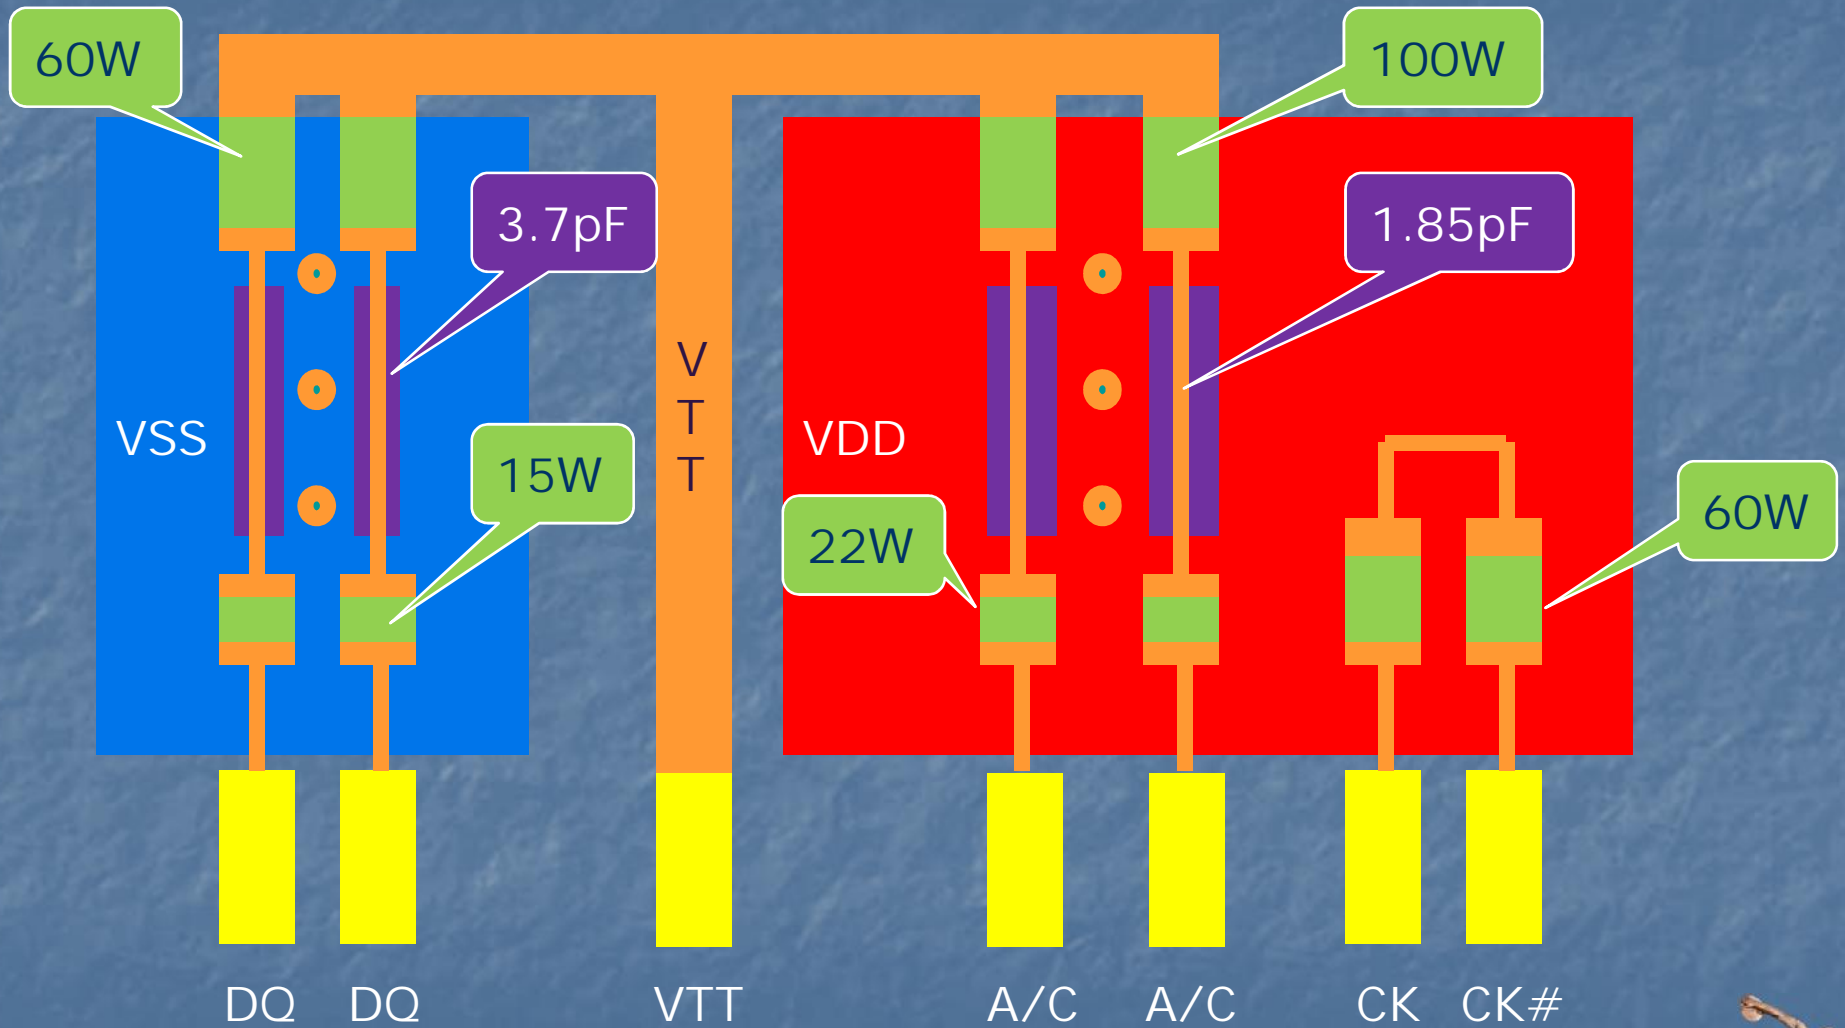 60W
100W
3.7pF
1.85pF
V
T
T
VSS
15W
VDD
22W
60W
DQ DQ VTT A/C A/C CK CK#